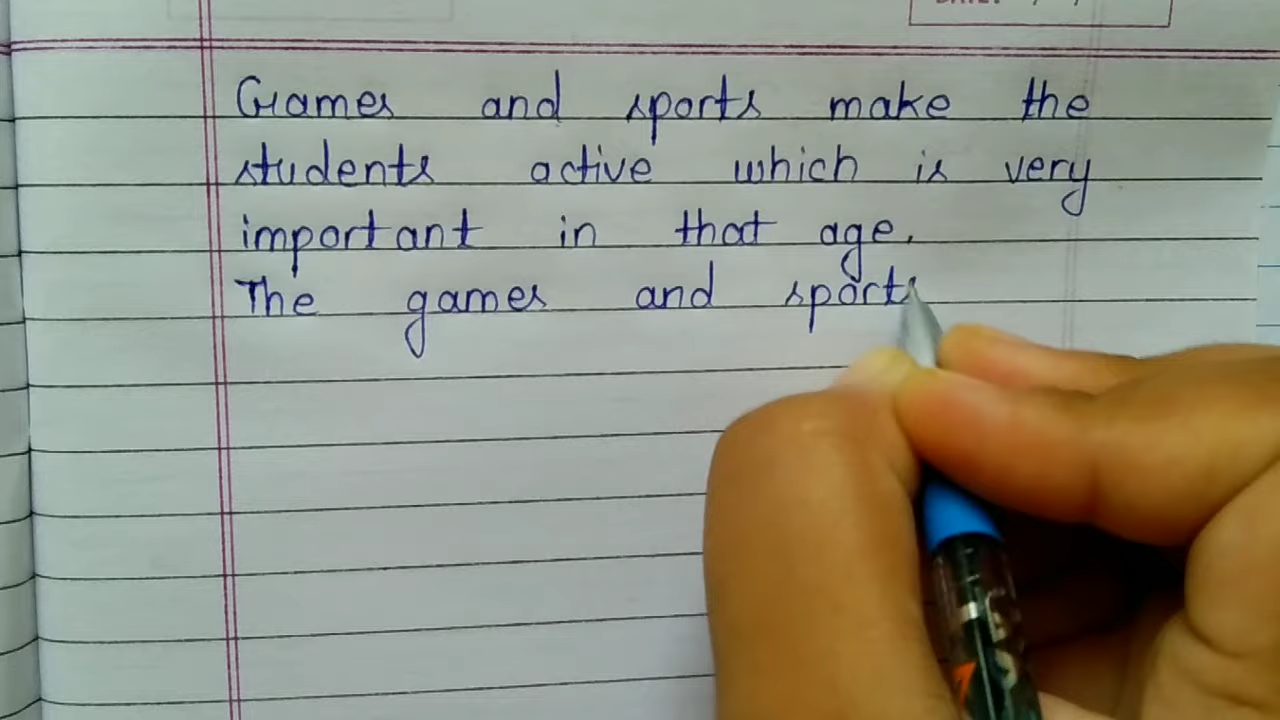 Games and sports make the
students active which is very
important in that age.
The games and sports